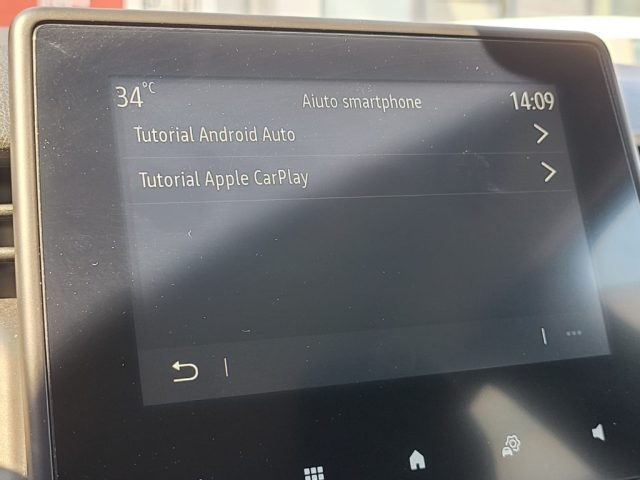 34°C
Aiuto smartphone
14:09
Tutorial Android Auto
Tutorial Apple CarPlay